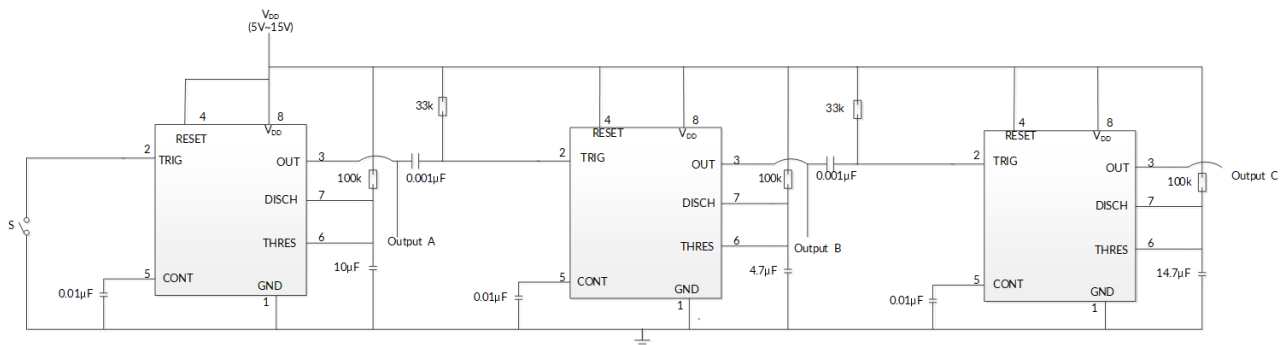 VDD
(5V~15V)
4
8
RESET
VDD
2
TRIG
OUT
3
DISCH
7
THRES
6
5
CONT
GND
1
S
0.01µF
100k
10µF
33k
0.001µF
Output A
4
8
RESET
VDD
2
TRIG
OUT
3
DISCH
7
THRES
6
5
CONT
GND
1
0.01µF
100k
4.7µF
33k
0.001µF
Output B
4
8
RESET
VDD
2
TRIG
OUT
3
DISCH
7
THRES
6
5
CONT
GND
1
0.01µF
100k
14.7µF
Output C